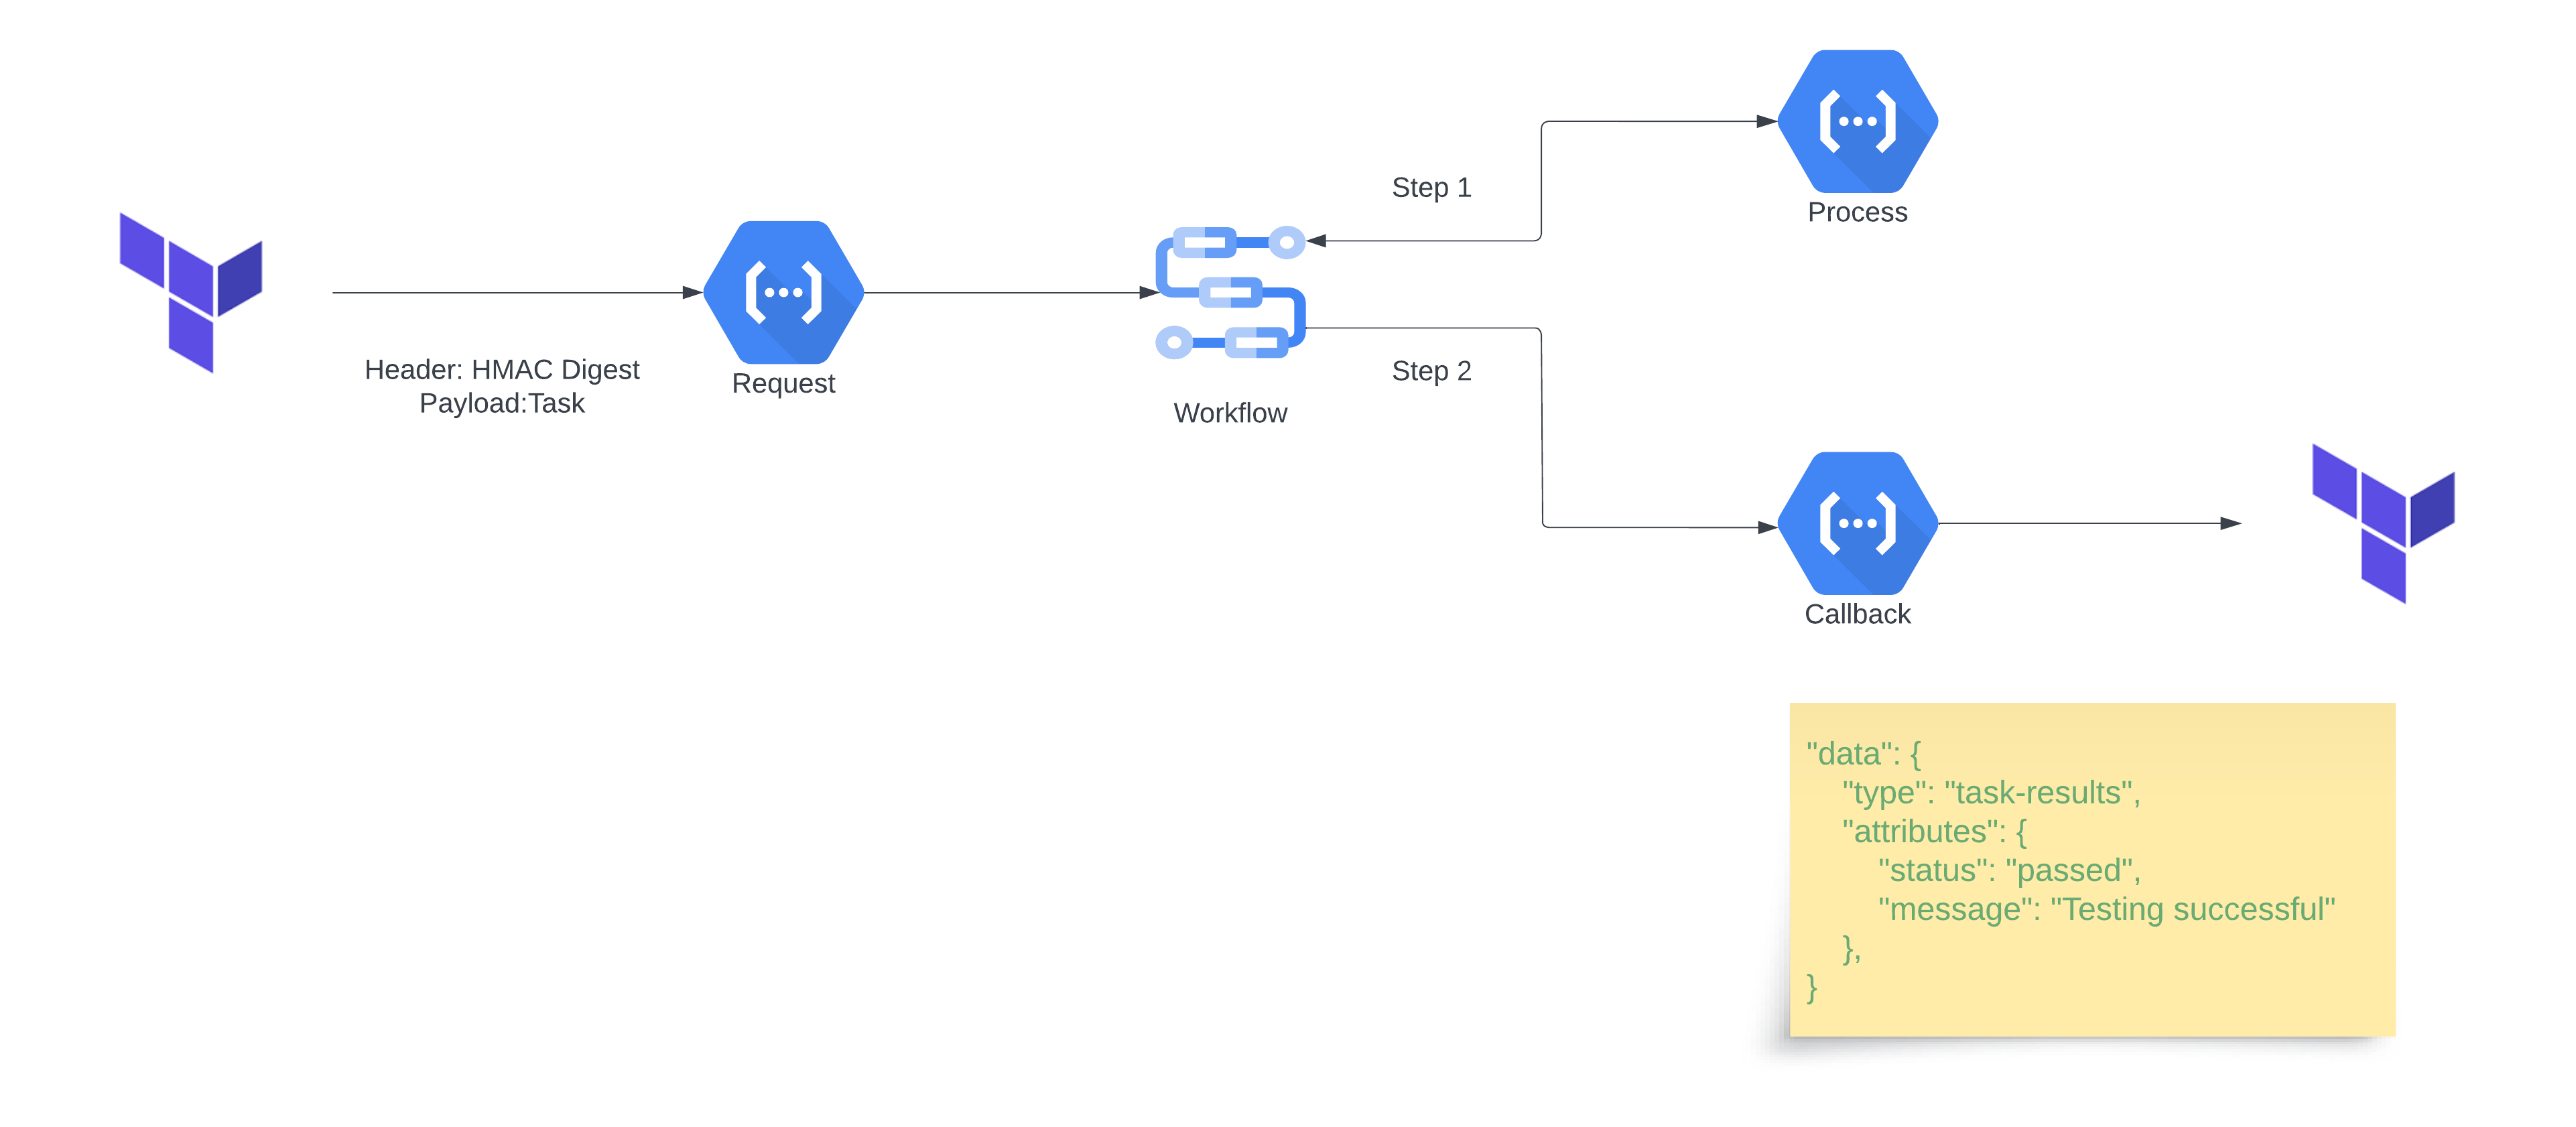 Header: HMAC Digest
Payload:Task
Request
Workflow
Step 1
Step 2
Process
Callback
"data": {
"type": "task-results",
"attributes": {
"status": "passed",
"message": "Testing successful"
},
}